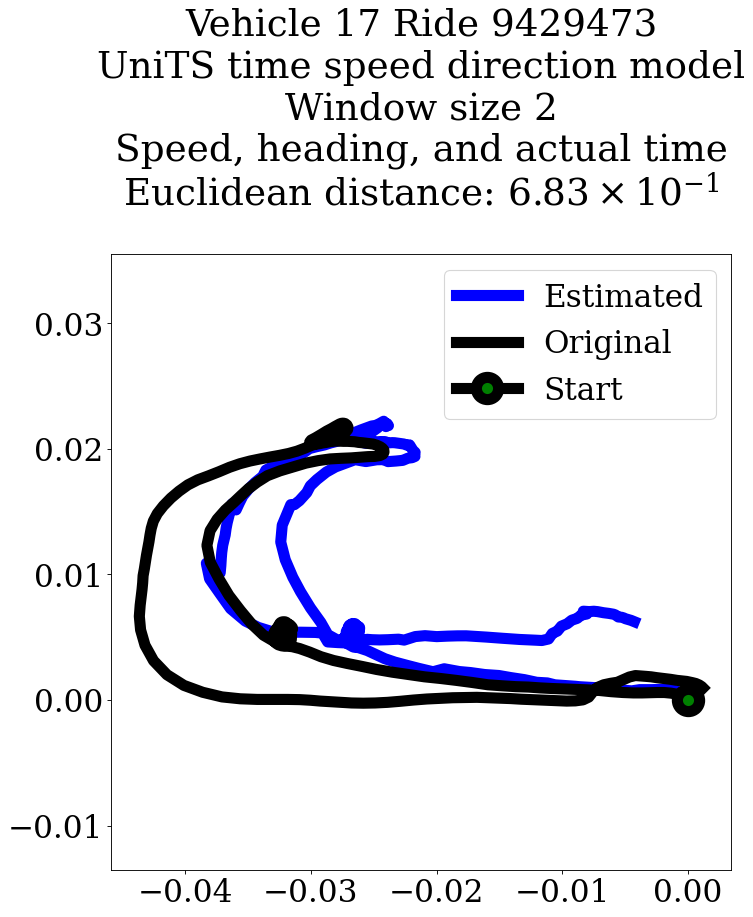 Vehicle 17 Ride 9429473
UniTS time speed direction model
Window size 2
Speed, heading, and actual time
Euclidean distance: 6.83 × 10⁻¹
Estimated
Original
Start
0.03
0.02
0.01
0.00
−0.01
−0.04
−0.03
−0.02
−0.01
0.00